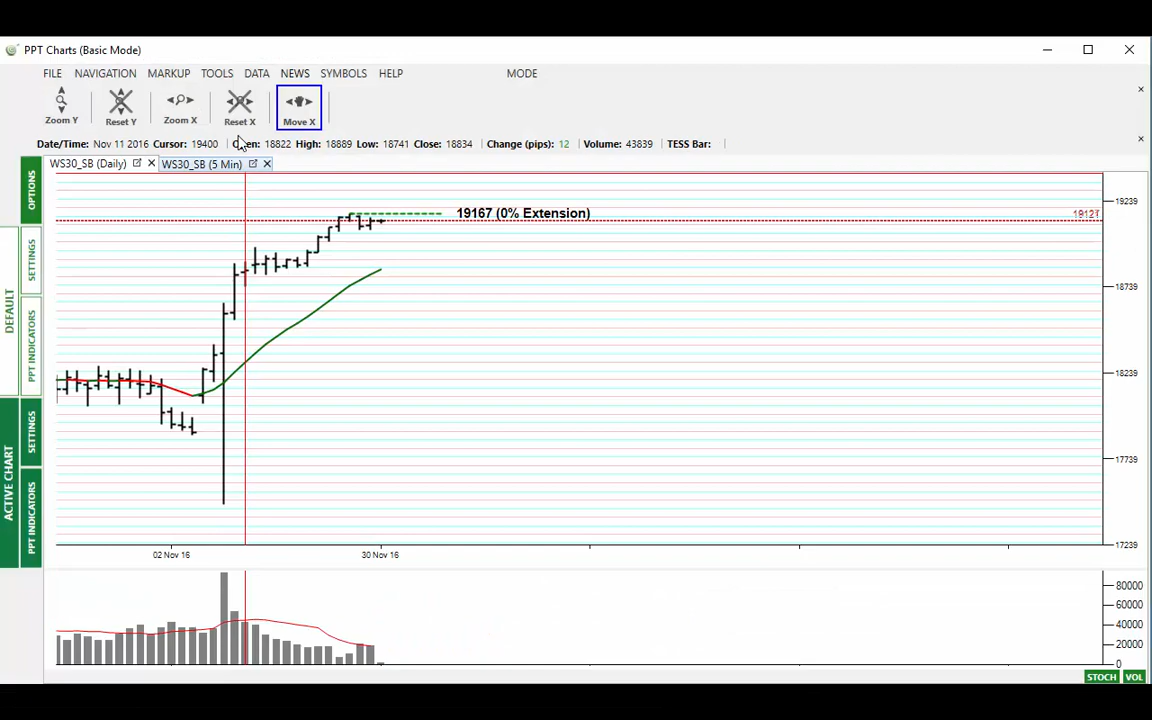 PPT Charts (Basic Mode)
FILE NAVIGATION MARKUP TOOLS DATA NEWS SYMBOLS HELP MODE
Zoom Y Reset Y Zoom X Reset X Move X
Date/Time: Nov 11 2016 Cursor: 19400 Open: 18822 High: 18889 Low: 18741 Close: 18834 Change (pips): 12 Volume: 43839 TESS Bar:
WS30_SB (Daily) WS30_SB (5 Min)
OPTIONS
SETTINGS
PPT INDICATORS
DEFAULT
SETTINGS
PPT INDICATORS
ACTIVE CHART
19167 (0% Extension)
19127
19239
18739
18239
17739
17239
02 Nov 16 30 Nov 16
80000
60000
40000
20000
0
STOCH VOL